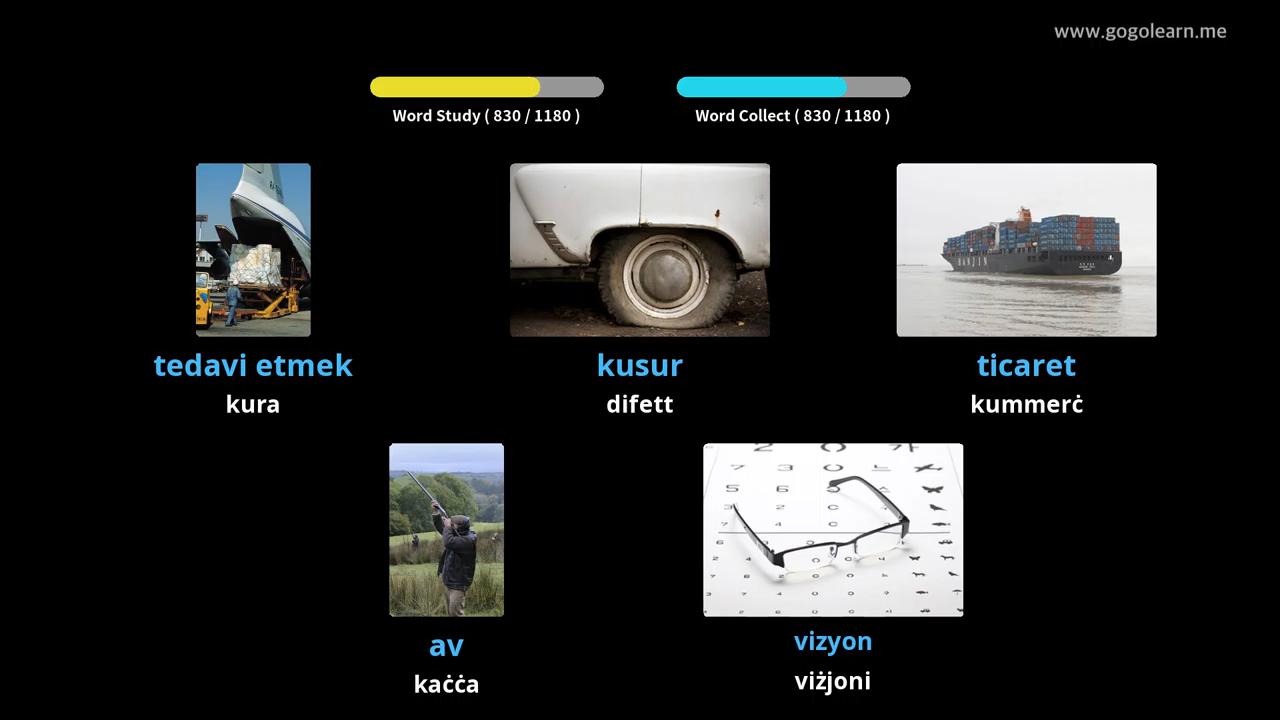 www.gogolearn.me
Word Study ( 830 / 1180 )
Word Collect ( 830 / 1180 )
tedavi etmek
kura
kusur
difett
ticaret
kummerċ
av
kaċċa
vizyon
viżjoni